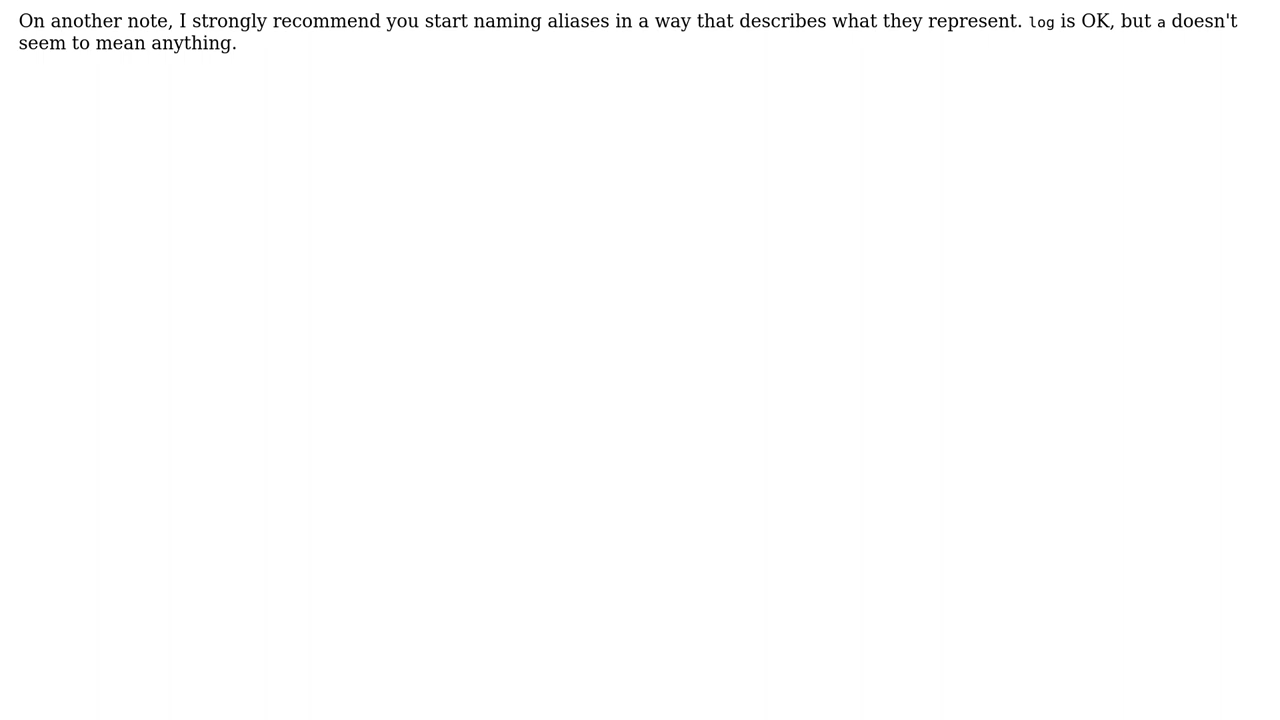 On another note, I strongly recommend you start naming aliases in a way that describes what they represent. log is OK, but a doesn't
seem to mean anything.